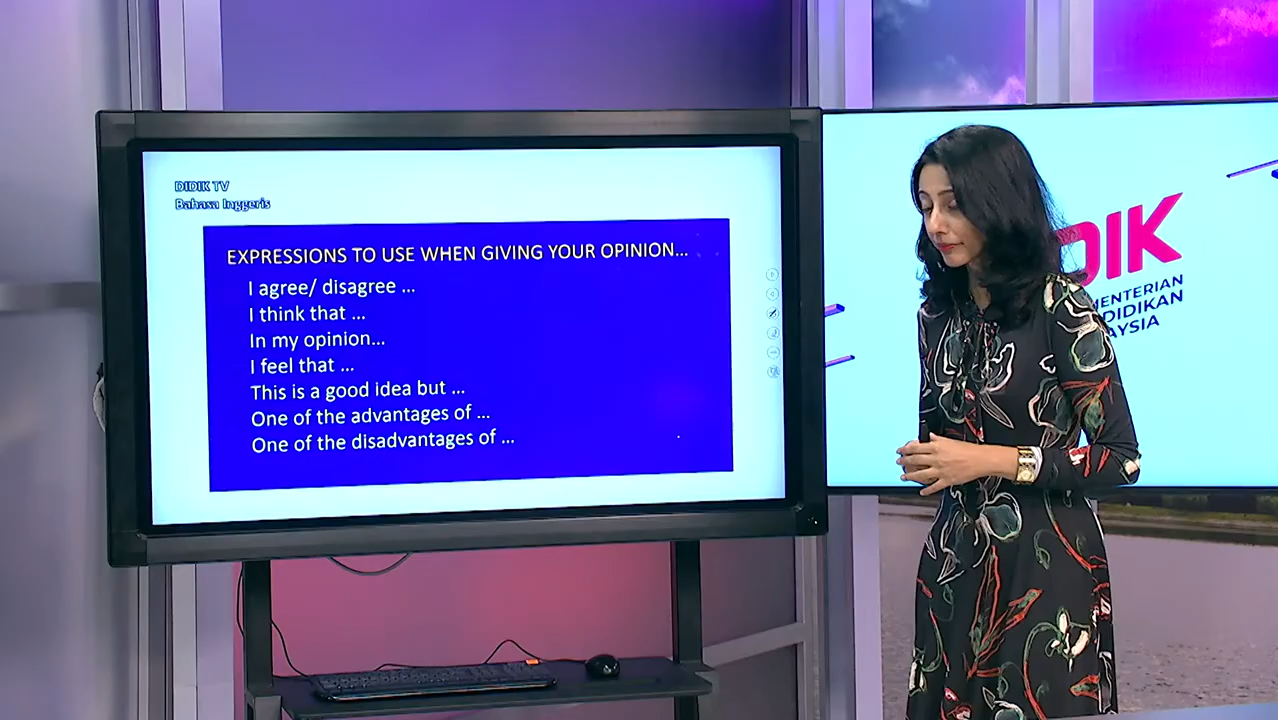 DIDIK TV
Bahasa Inggeris
EXPRESSIONS TO USE WHEN GIVING YOUR OPINION...
I agree/ disagree ...
I think that ...
In my opinion...
I feel that ...
This is a good idea but ...
One of the advantages of ...
One of the disadvantages of ...
DIK
MENTERIAN
DIDIKAN
AYSIA